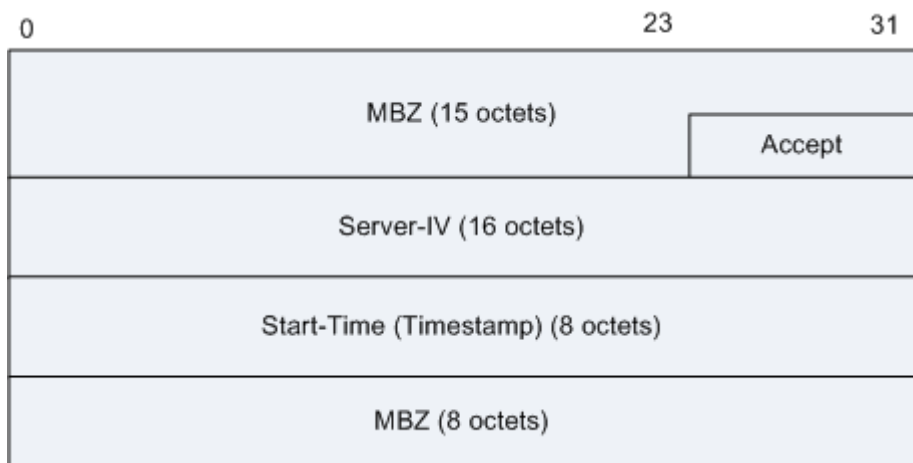 0 23 31
MBZ (15 octets)
Accept
Server-IV (16 octets)
Start-Time (Timestamp) (8 octets)
MBZ (8 octets)